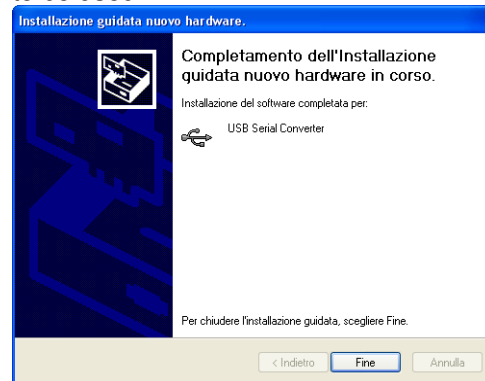 Installazione guidata nuovo hardware.
Completamento dell'Installazione
guidata nuovo hardware in corso.
Installazione del software completata per:
USB Serial Converter
Per chiudere l'installazione guidata, scegliere Fine.
< Indietro
Fine
Annulla